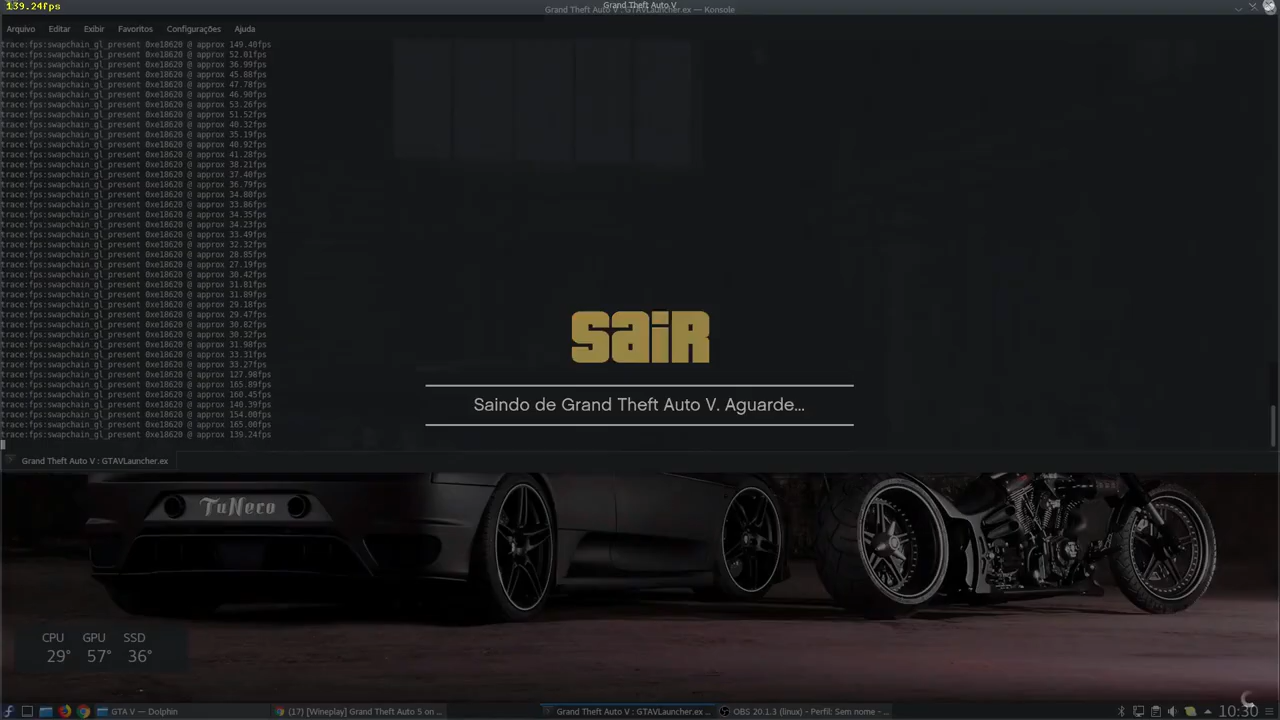 139.24fps
Grand Theft Auto V
Grand Theft Auto V : GTAVLauncher.ex — Konsole
Arquivo Editar Exibir Favoritos Configurações Ajuda
trace:fps:swapchain_gl_present 0xe18620 @ approx 149.40fps
trace:fps:swapchain_gl_present 0xe18620 @ approx 52.01fps
trace:fps:swapchain_gl_present 0xe18620 @ approx 36.99fps
trace:fps:swapchain_gl_present 0xe18620 @ approx 45.88fps
trace:fps:swapchain_gl_present 0xe18620 @ approx 47.78fps
trace:fps:swapchain_gl_present 0xe18620 @ approx 46.90fps
trace:fps:swapchain_gl_present 0xe18620 @ approx 53.26fps
trace:fps:swapchain_gl_present 0xe18620 @ approx 51.52fps
trace:fps:swapchain_gl_present 0xe18620 @ approx 40.32fps
trace:fps:swapchain_gl_present 0xe18620 @ approx 35.19fps
trace:fps:swapchain_gl_present 0xe18620 @ approx 40.92fps
trace:fps:swapchain_gl_present 0xe18620 @ approx 41.28fps
trace:fps:swapchain_gl_present 0xe18620 @ approx 38.21fps
trace:fps:swapchain_gl_present 0xe18620 @ approx 37.40fps
trace:fps:swapchain_gl_present 0xe18620 @ approx 36.79fps
trace:fps:swapchain_gl_present 0xe18620 @ approx 34.80fps
trace:fps:swapchain_gl_present 0xe18620 @ approx 33.86fps
trace:fps:swapchain_gl_present 0xe18620 @ approx 34.35fps
trace:fps:swapchain_gl_present 0xe18620 @ approx 34.23fps
trace:fps:swapchain_gl_present 0xe18620 @ approx 33.49fps
trace:fps:swapchain_gl_present 0xe18620 @ approx 32.32fps
trace:fps:swapchain_gl_present 0xe18620 @ approx 28.85fps
trace:fps:swapchain_gl_present 0xe18620 @ approx 27.19fps
trace:fps:swapchain_gl_present 0xe18620 @ approx 30.42fps
trace:fps:swapchain_gl_present 0xe18620 @ approx 31.81fps
trace:fps:swapchain_gl_present 0xe18620 @ approx 31.89fps
trace:fps:swapchain_gl_present 0xe18620 @ approx 29.18fps
trace:fps:swapchain_gl_present 0xe18620 @ approx 29.47fps
trace:fps:swapchain_gl_present 0xe18620 @ approx 30.82fps
trace:fps:swapchain_gl_present 0xe18620 @ approx 30.32fps
trace:fps:swapchain_gl_present 0xe18620 @ approx 31.98fps
trace:fps:swapchain_gl_present 0xe18620 @ approx 33.31fps
trace:fps:swapchain_gl_present 0xe18620 @ approx 33.27fps
trace:fps:swapchain_gl_present 0xe18620 @ approx 127.98fps
trace:fps:swapchain_gl_present 0xe18620 @ approx 165.89fps
trace:fps:swapchain_gl_present 0xe18620 @ approx 160.45fps
trace:fps:swapchain_gl_present 0xe18620 @ approx 140.39fps
trace:fps:swapchain_gl_present 0xe18620 @ approx 154.00fps
trace:fps:swapchain_gl_present 0xe18620 @ approx 165.00fps
trace:fps:swapchain_gl_present 0xe18620 @ approx 139.24fps
saiR
Saindo de Grand Theft Auto V. Aguarde...
Grand Theft Auto V : GTAVLauncher.ex
TuNeco
CPU GPU SSD
29° 57° 36°
GTA V — Dolphin
(17) [Wineplay] Grand Theft Auto 5 on ...
Grand Theft Auto V : GTAVLauncher.ex ...
OBS 20.1.3 (linux) - Perfil: Sem nome - ...
10:30